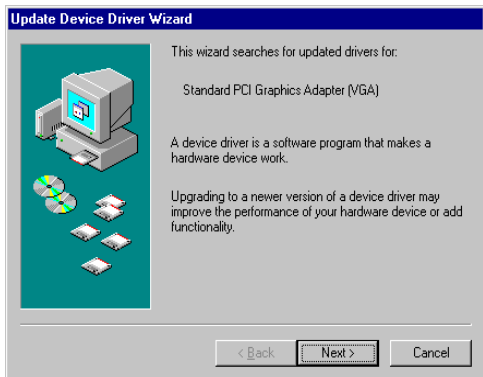 Update Device Driver Wizard
This wizard searches for updated drivers for:
Standard PCI Graphics Adapter (VGA)
A device driver is a software program that makes a
hardware device work.
Upgrading to a newer version of a device driver may
improve the performance of your hardware device or add
functionality.
< Back
Next >
Cancel